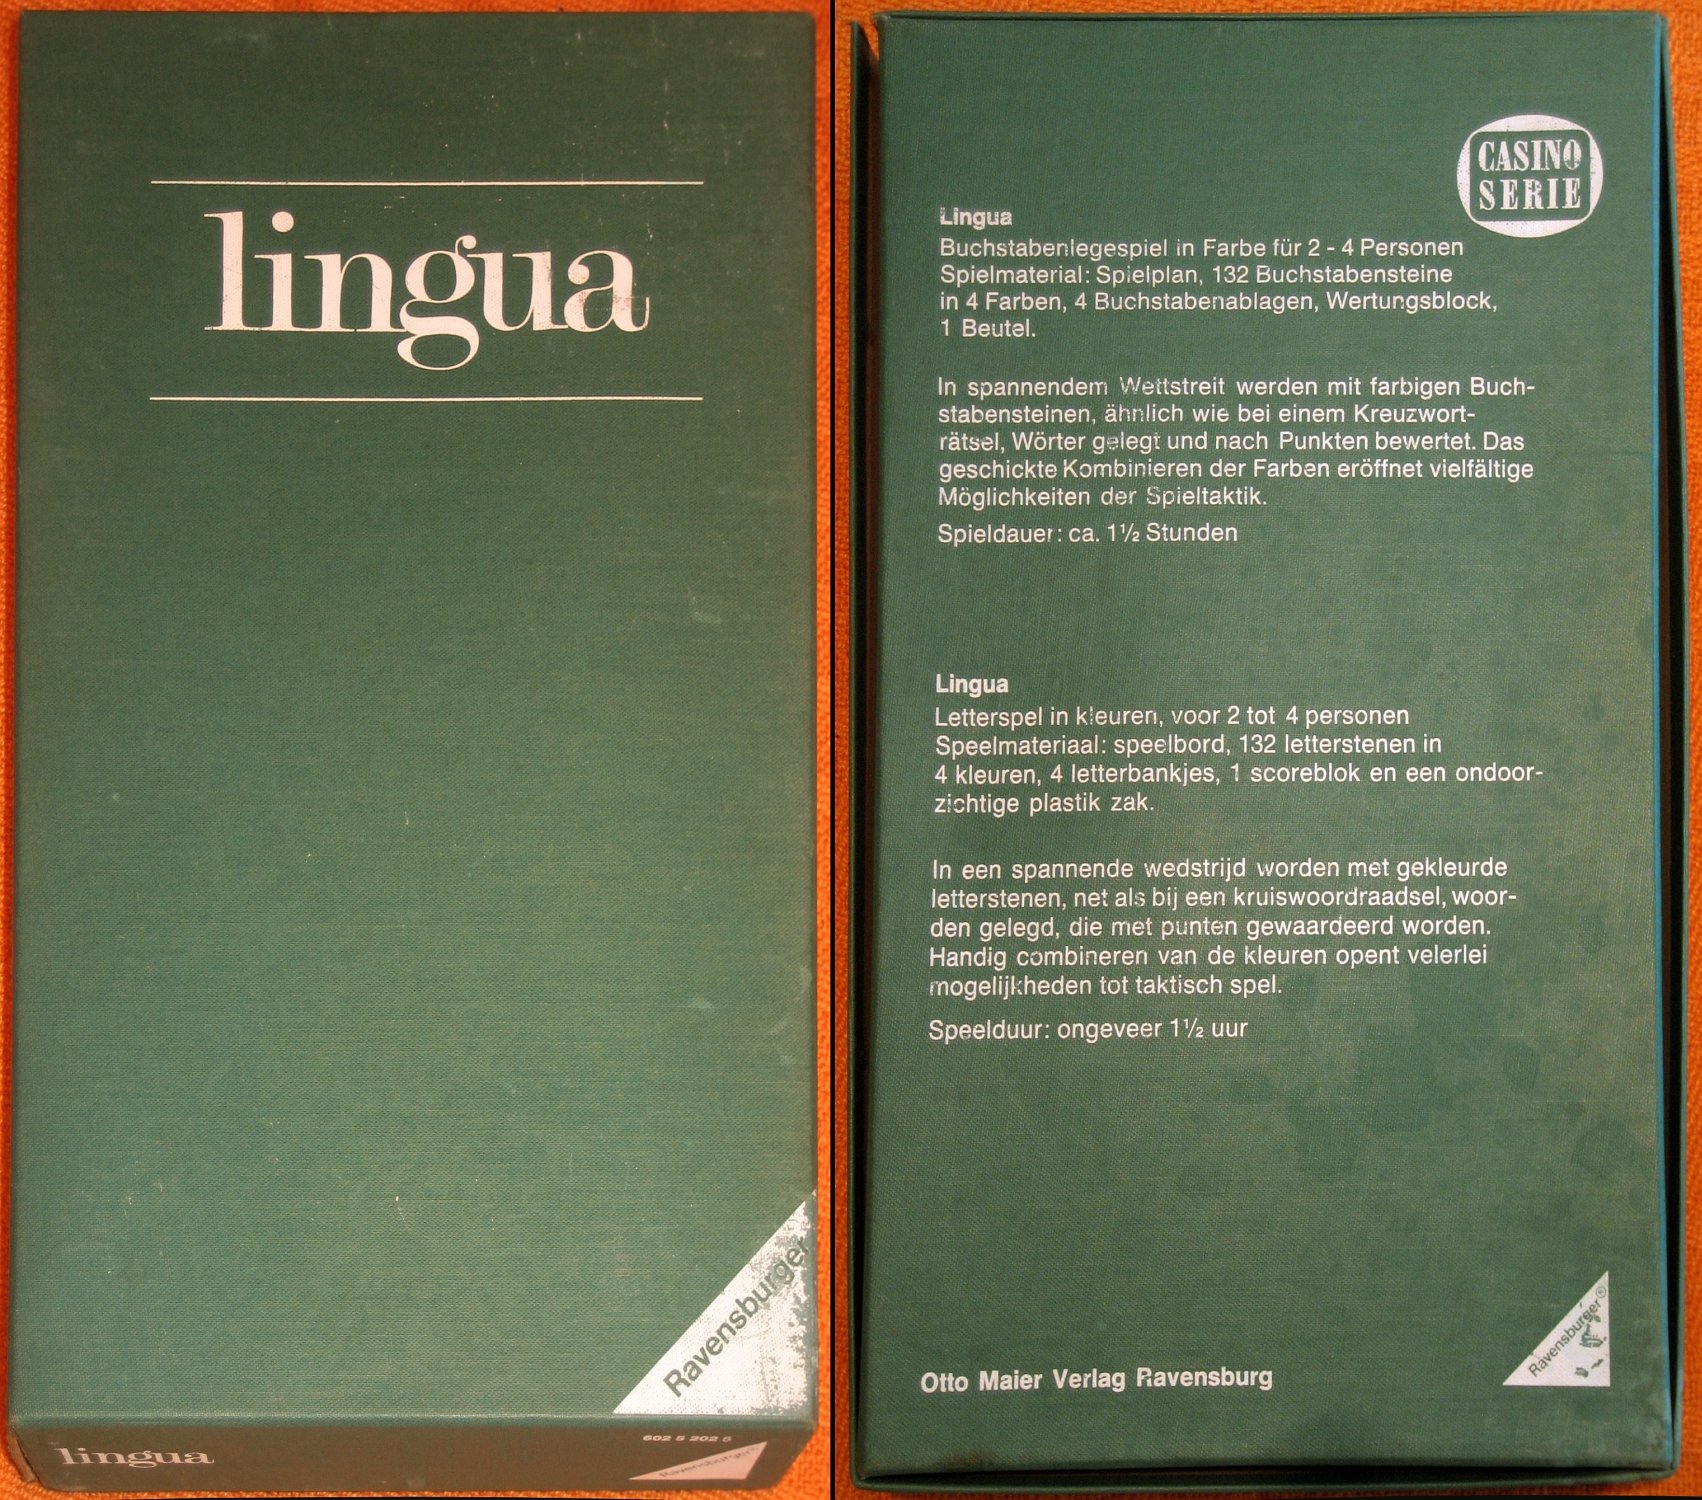 lingua
Ravensburger
lingua
602 5 202 5
Ravensburger
CASINO
SERIE
Lingua
Buchstabenlegespiel in Farbe für 2 - 4 Personen
Spielmaterial: Spielplan, 132 Buchstabensteine
in 4 Farben, 4 Buchstabenablagen, Wertungsblock,
1 Beutel.
In spannendem Wettstreit werden mit farbigen Buch-
stabensteinen, ähnlich wie bei einem Kreuzwort-
rätsel, Wörter gelegt und nach Punkten bewertet. Das
geschickte Kombinieren der Farben eröffnet vielfältige
Möglichkeiten der Spieltaktik.
Spieldauer: ca. 1½ Stunden
Lingua
Letterspel in kleuren, voor 2 tot 4 personen
Speelmateriaal: speelbord, 132 letterstenen in
4 kleuren, 4 letterbankjes, 1 scoreblok en een ondoor-
zichtige plastik zak.
In een spannende wedstrijd worden met gekleurde
letterstenen, net als bij een kruiswoordraadsel, woor-
den gelegd, die met punten gewaardeerd worden.
Handig combineren van de kleuren opent velerlei
mogelijkheden tot taktisch spel.
Speelduur: ongeveer 1½ uur
Ravensburger®
Otto Maier Verlag Ravensburg